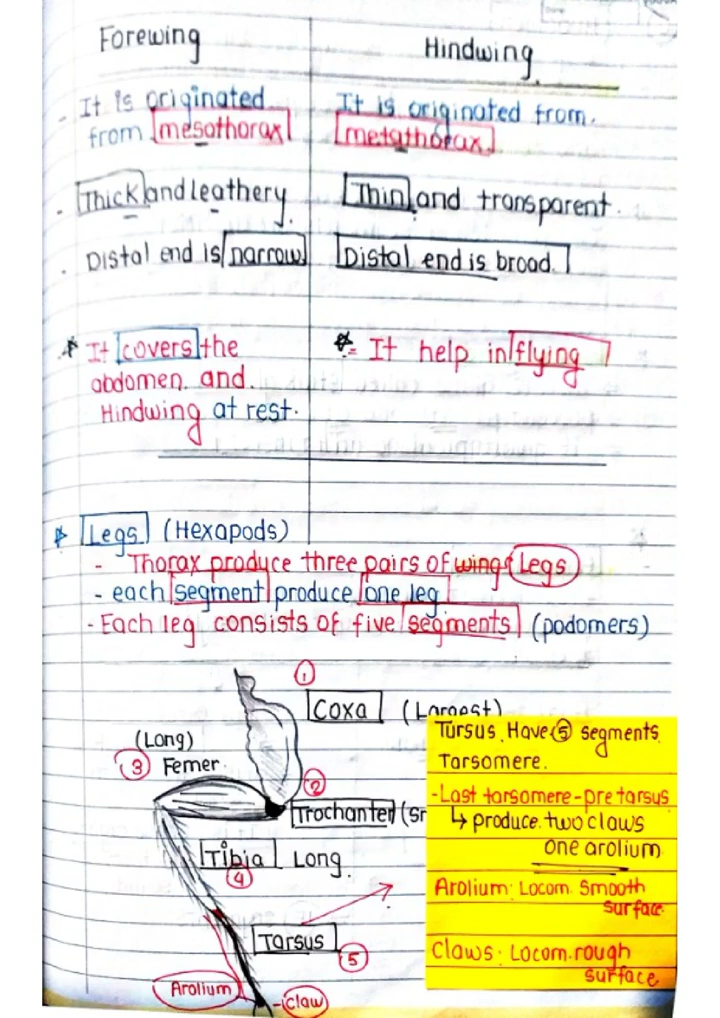 Forewing
Hindwing
- It is originated
from mesothorax
It is originated from.
metathorax.
- Thick and leathery.
Thin and transparent.
. Distal end is narrow
Distal end is broad.
* It covers the
abdomen. and.
Hindwing at rest.
* = It help in flying
* Legs (Hexapods)
- Thorax produce three pairs of wings Legs
- each segment produce one leg
- Each leg consists of five segments (podomers)
1
Coxa (Largest)
(Long)
3 Femer.
2
Trochanter (sr
Tibia Long.
4
Tarsus
5
Arolium
- claw
Tursus. Have 5 segments
Tarsomere.
- Last tarsomere - pretarsus
↳ produce two claws
one arolium
Arolium: Locom. Smooth
surface.
Claws: Locom. rough
surface